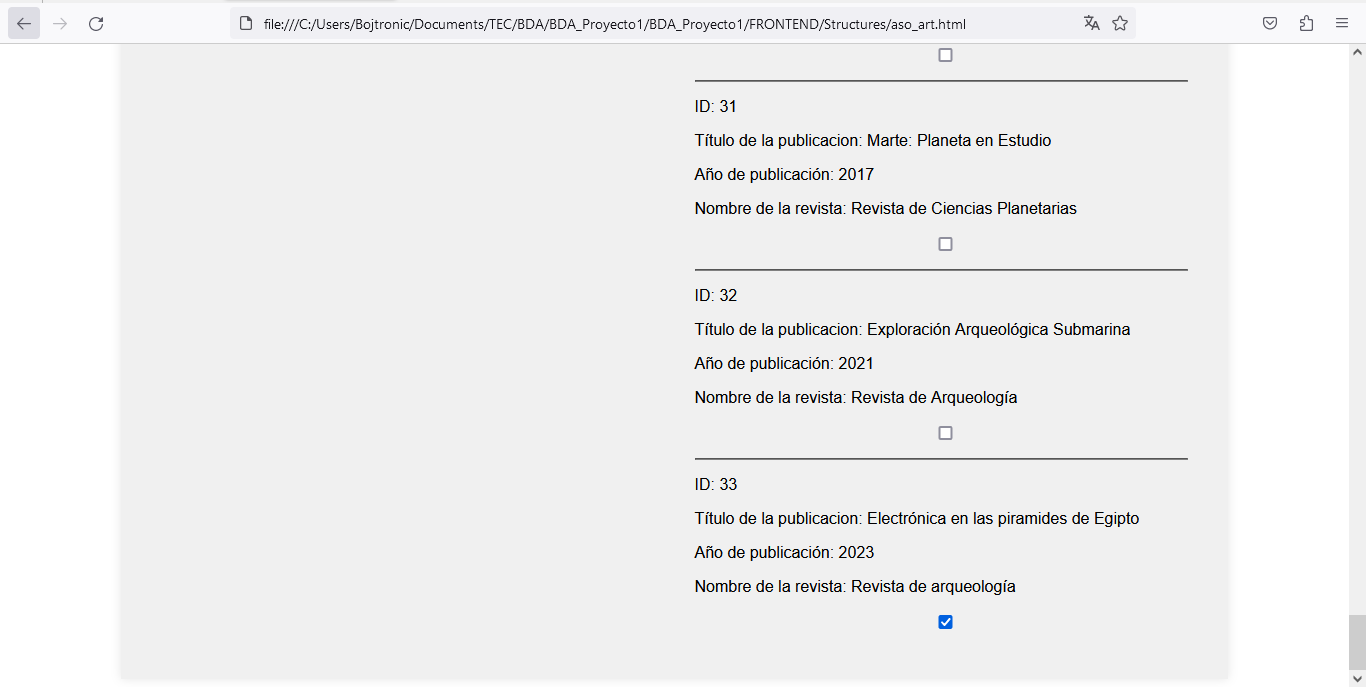 file:///C:/Users/Bojtronic/Documents/TEC/BDA/BDA_Proyecto1/BDA_Proyecto1/FRONTEND/Structures/aso_art.html
ID: 31
Título de la publicacion: Marte: Planeta en Estudio
Año de publicación: 2017
Nombre de la revista: Revista de Ciencias Planetarias
ID: 32
Título de la publicacion: Exploración Arqueológica Submarina
Año de publicación: 2021
Nombre de la revista: Revista de Arqueología
ID: 33
Título de la publicacion: Electrónica en las piramides de Egipto
Año de publicación: 2023
Nombre de la revista: Revista de arqueología